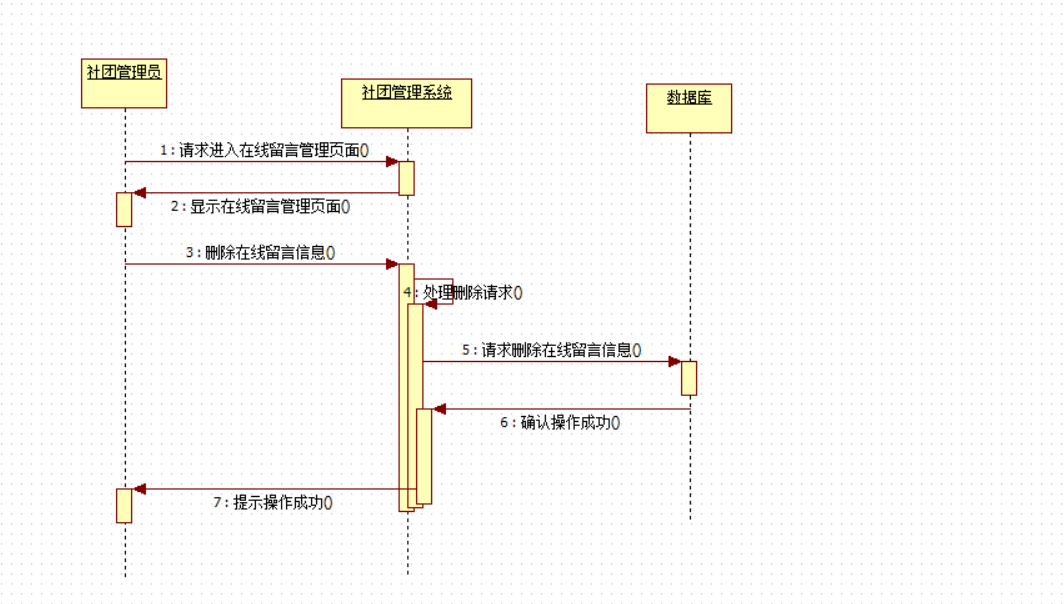 社团管理员
社团管理系统
数据库
1：请求进入在线留言管理页面()
2：显示在线留言管理页面()
3：删除在线留言信息()
4：处理删除请求()
5：请求删除在线留言信息()
6：确认操作成功()
7：提示操作成功()